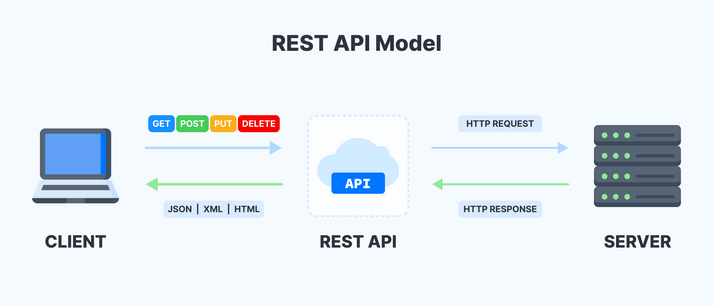 REST API Model
GET POST PUT DELETE
HTTP REQUEST
API
JSON | XML | HTML
HTTP RESPONSE
CLIENT
REST API
SERVER